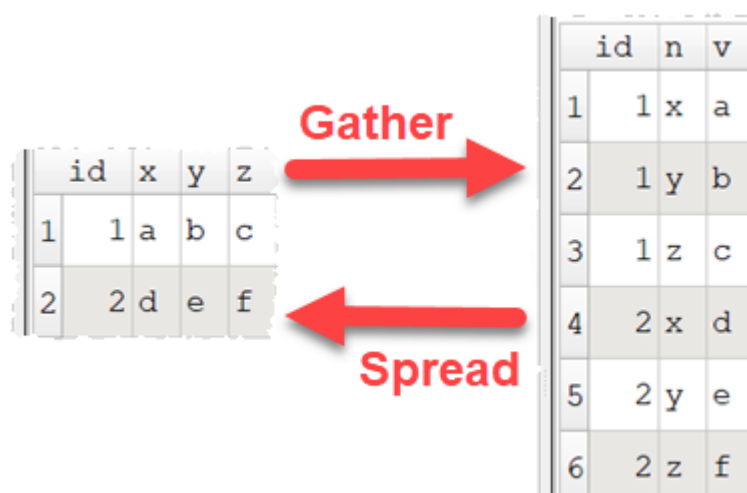 Gather
id x y z
1 1 a b c
2 2 d e f
Spread
id n v
1 1 x a
2 1 y b
3 1 z c
4 2 x d
5 2 y e
6 2 z f